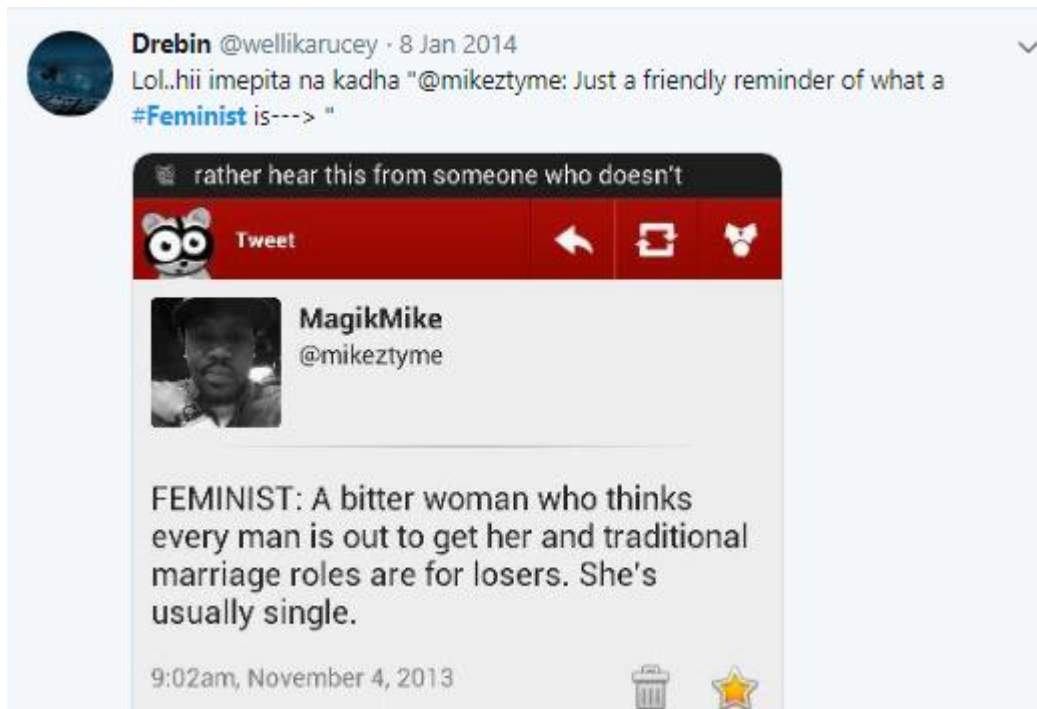 Drebin @wellikarucey · 8 Jan 2014
Lol..hii imepita na kadha "@mikeztyme: Just a friendly reminder of what a
#Feminist is---> "
rather hear this from someone who doesn't
Tweet
MagikMike
@mikeztyme
FEMINIST: A bitter woman who thinks
every man is out to get her and traditional
marriage roles are for losers. She's
usually single.
9:02am, November 4, 2013